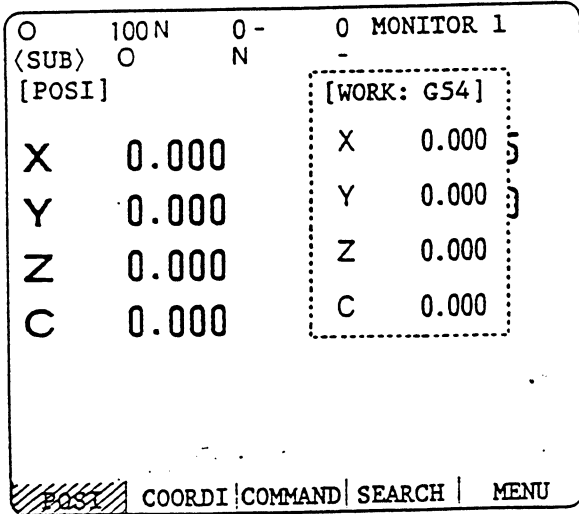 O 100 N 0 - 0 MONITOR 1
〈SUB〉 O N -
[POSI] [WORK: G54]
X 0.000 X 0.000
Y 0.000 Y 0.000
Z 0.000 Z 0.000
C 0.000 C 0.000
POSI COORDI COMMAND SEARCH MENU